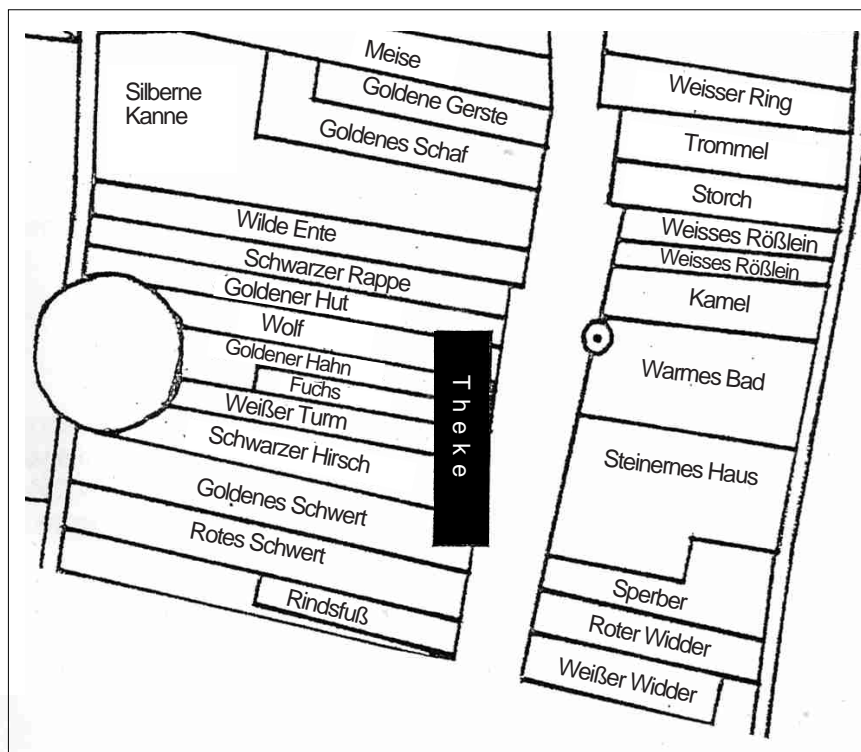 Meise
Goldene Gerste
Silberne
Kanne
Goldenes Schaf
Wilde Ente
Schwarzer Rappe
Goldener Hut
Wolf
Goldener Hahn
Fuchs
Weißer Turm
Schwarzer Hirsch
Goldenes Schwert
Rotes Schwert
Rindsfuß
Theke
Weisser Ring
Trommel
Storch
Weisses Rößlein
Weisses Rößlein
Kamel
Warmes Bad
Steinernes Haus
Sperber
Roter Widder
Weißer Widder